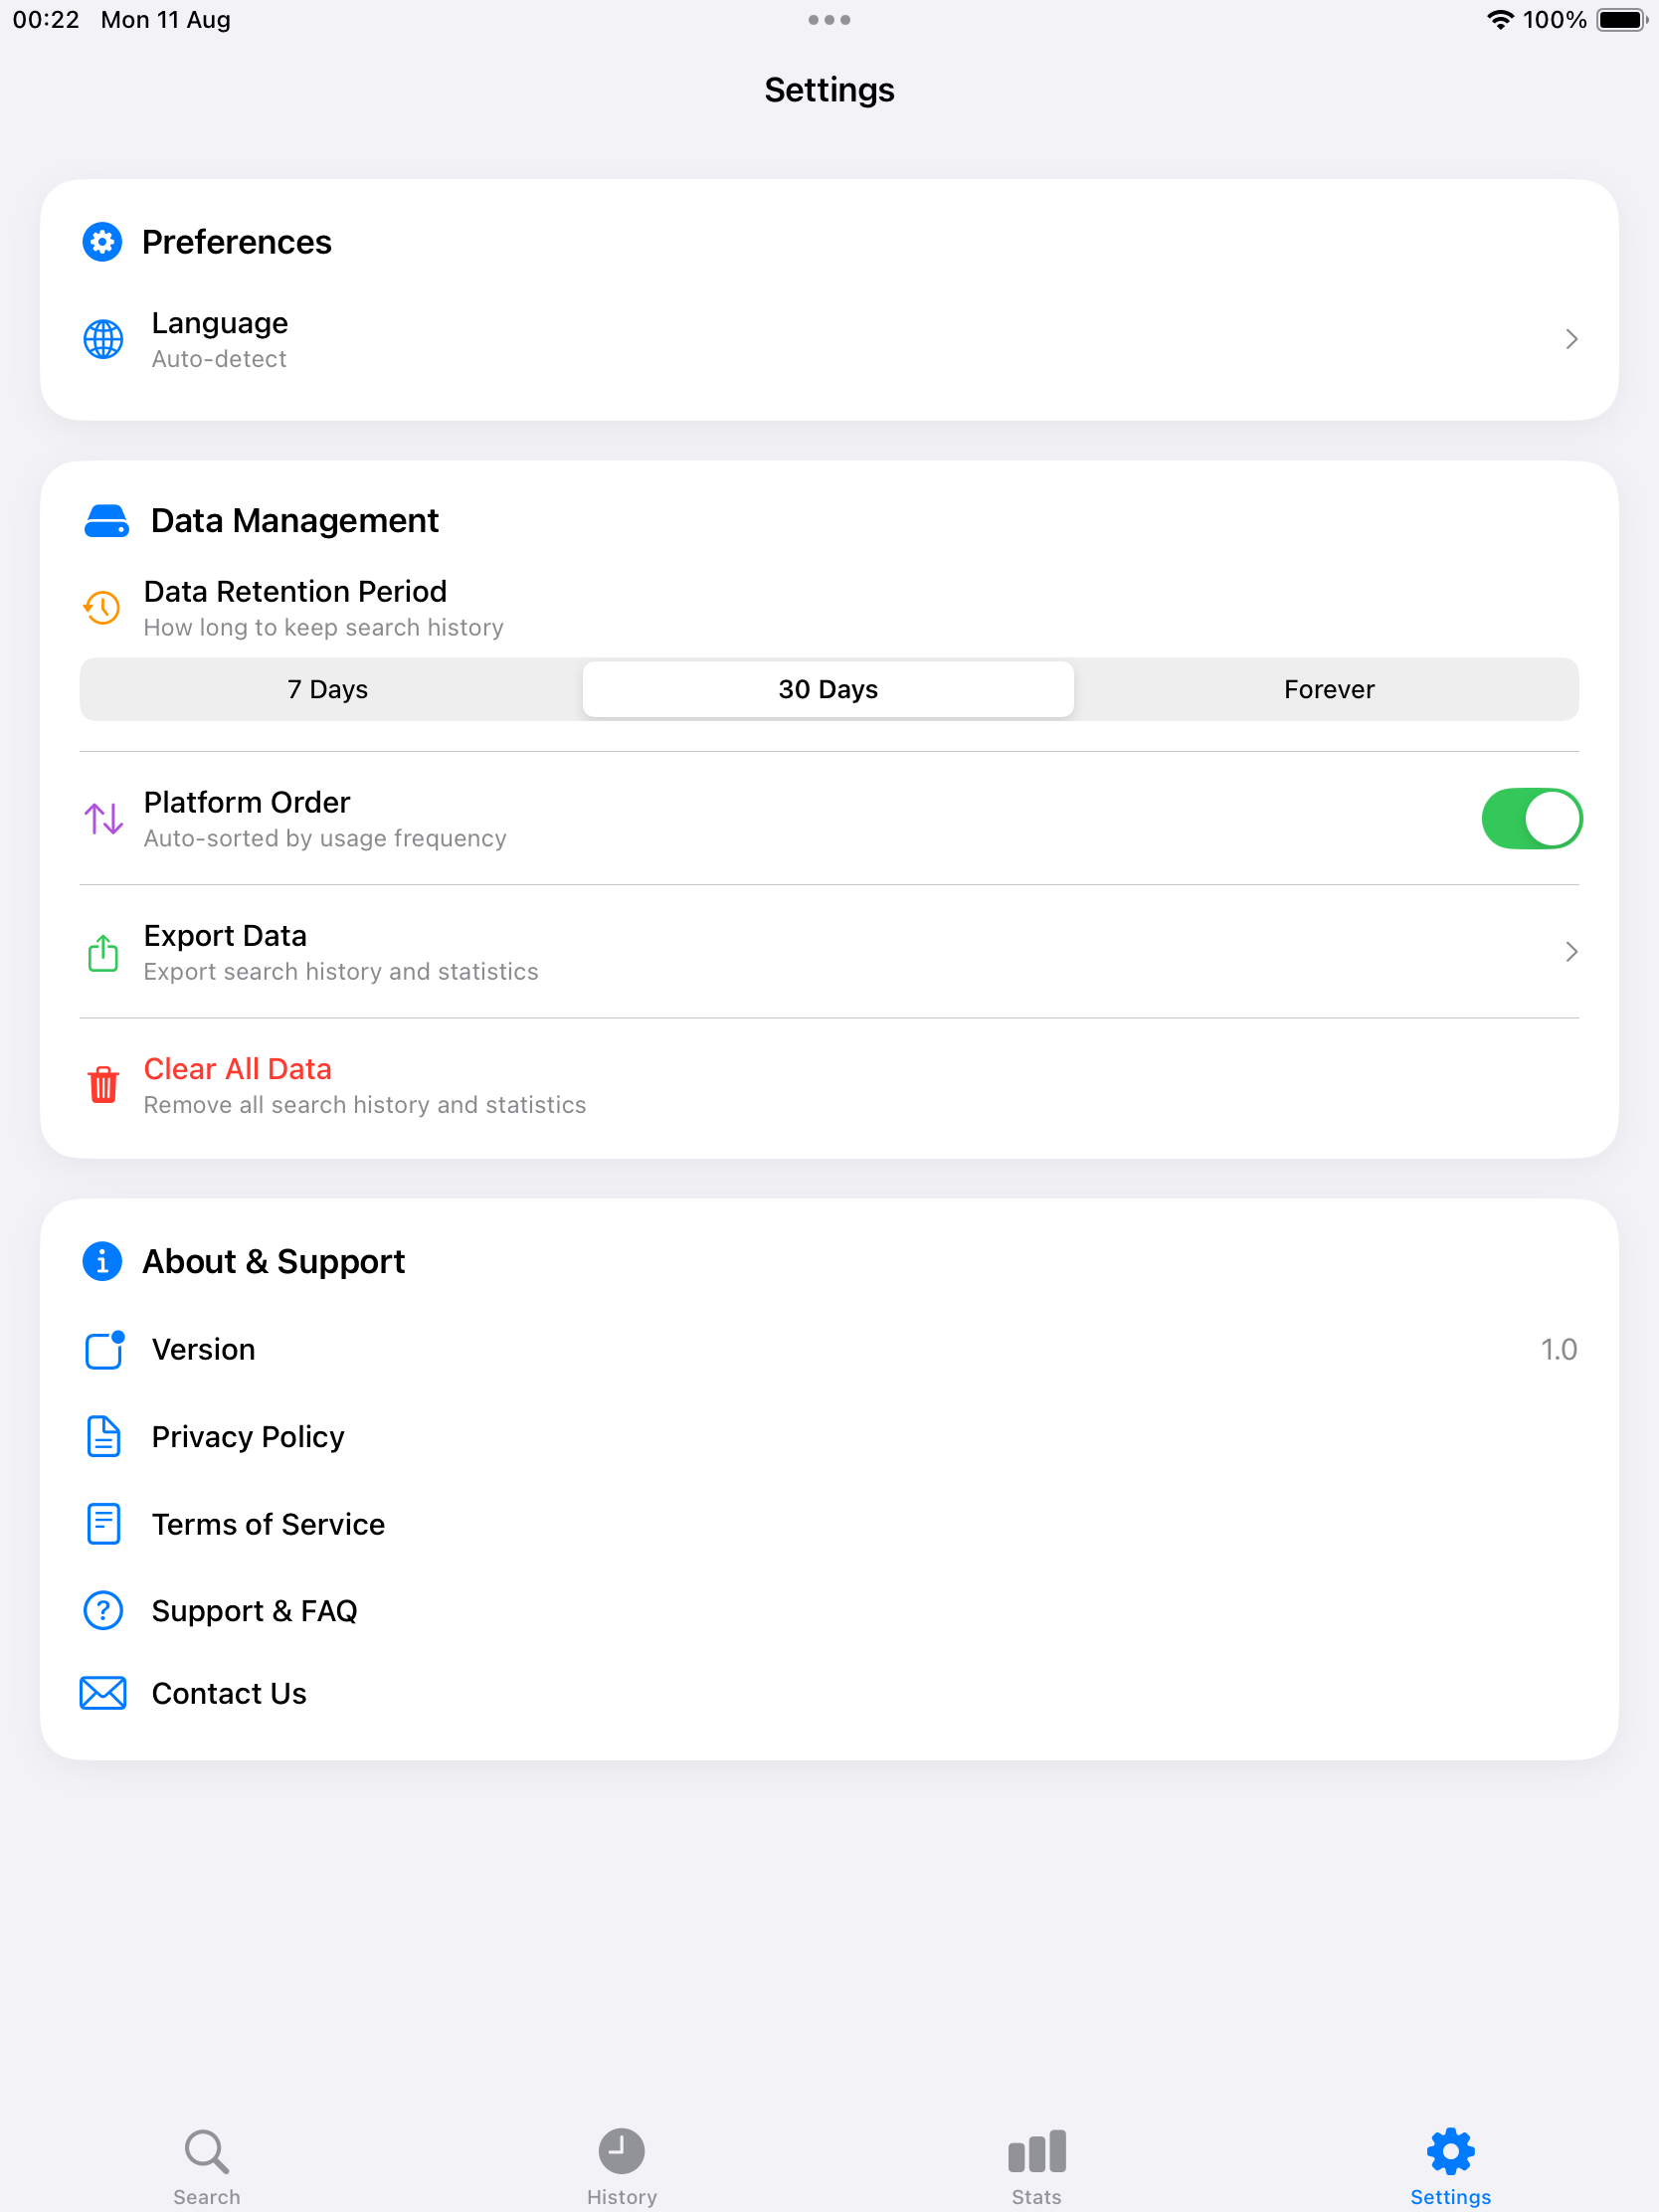 00:22 Mon 11 Aug 100%
Settings
Preferences
Language
Auto-detect
Data Management
Data Retention Period
How long to keep search history
7 Days 30 Days Forever
Platform Order
Auto-sorted by usage frequency
Export Data
Export search history and statistics
Clear All Data
Remove all search history and statistics
About & Support
Version 1.0
Privacy Policy
Terms of Service
Support & FAQ
Contact Us
Search History Stats Settings